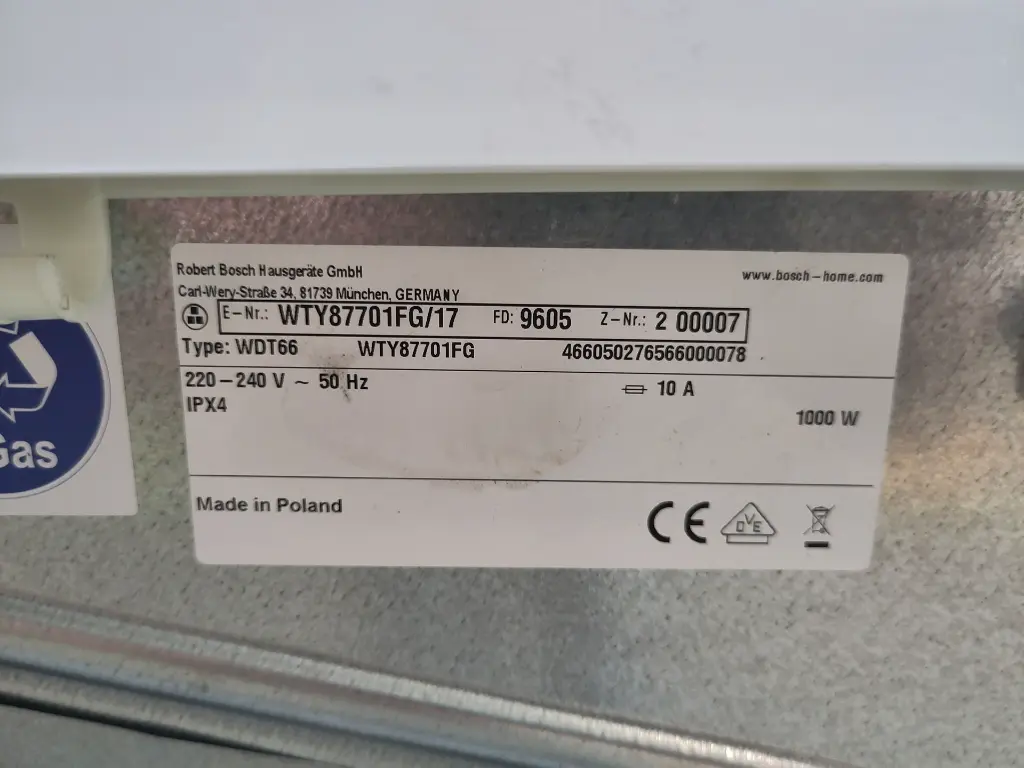 Robert Bosch Hausgeräte GmbH
www.bosch-home.com
Carl-Wery-Straße 34, 81739 München, GERMANY
E-Nr.: WTY87701FG/17 FD: 9605 Z-Nr.: 2 00007
Type: WDT66 WTY87701FG 466050276566000078
220-240 V ~ 50 Hz 10 A
IPX4
1000 W
Made in Poland
CE DVE
Gas